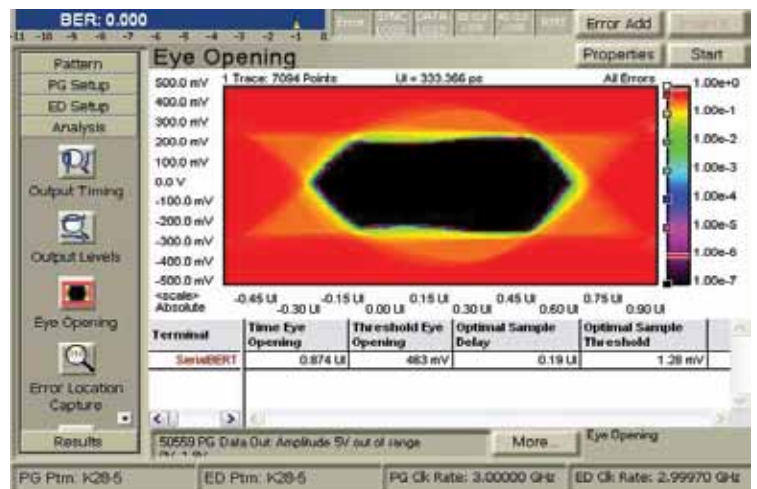 BER: 0.000
-11 -10 -9 -8 -7 -6 -5 -4 -3 -2 -1 0
Error
SYNC LOSS
DATA LOSS
Error Add
Pattern
PG Setup
ED Setup
Analysis
Output Timing
Output Levels
Eye Opening
Error Location Capture
Results
Eye Opening
Properties
Start
1 Trace: 7094 Points
UI = 333.366 ps
All Errors
500.0 mV
400.0 mV
300.0 mV
200.0 mV
100.0 mV
0.0 V
-100.0 mV
-200.0 mV
-300.0 mV
-400.0 mV
-500.0 mV
<scale>
Absolute
-0.45 UI -0.15 UI 0.15 UI 0.45 UI 0.75 UI
-0.30 UI 0.00 UI 0.30 UI 0.60 UI 0.90 UI
1.00e+0
1.00e-1
1.00e-2
1.00e-3
1.00e-4
1.00e-5
1.00e-6
1.00e-7
Terminal Time Eye Opening Threshold Eye Opening Optimal Sample Delay Optimal Sample Threshold
SerialBERT 0.874 UI 463 mV 0.19 UI 1.28 mV
50559 PG Data Out: Amplitude 5V out of range
More...
Eye Opening
PG Ptrn: K28-5
ED Ptrn: K28-5
PG Clk Rate: 3.00000 GHz
ED Clk Rate: 2.99970 GHz